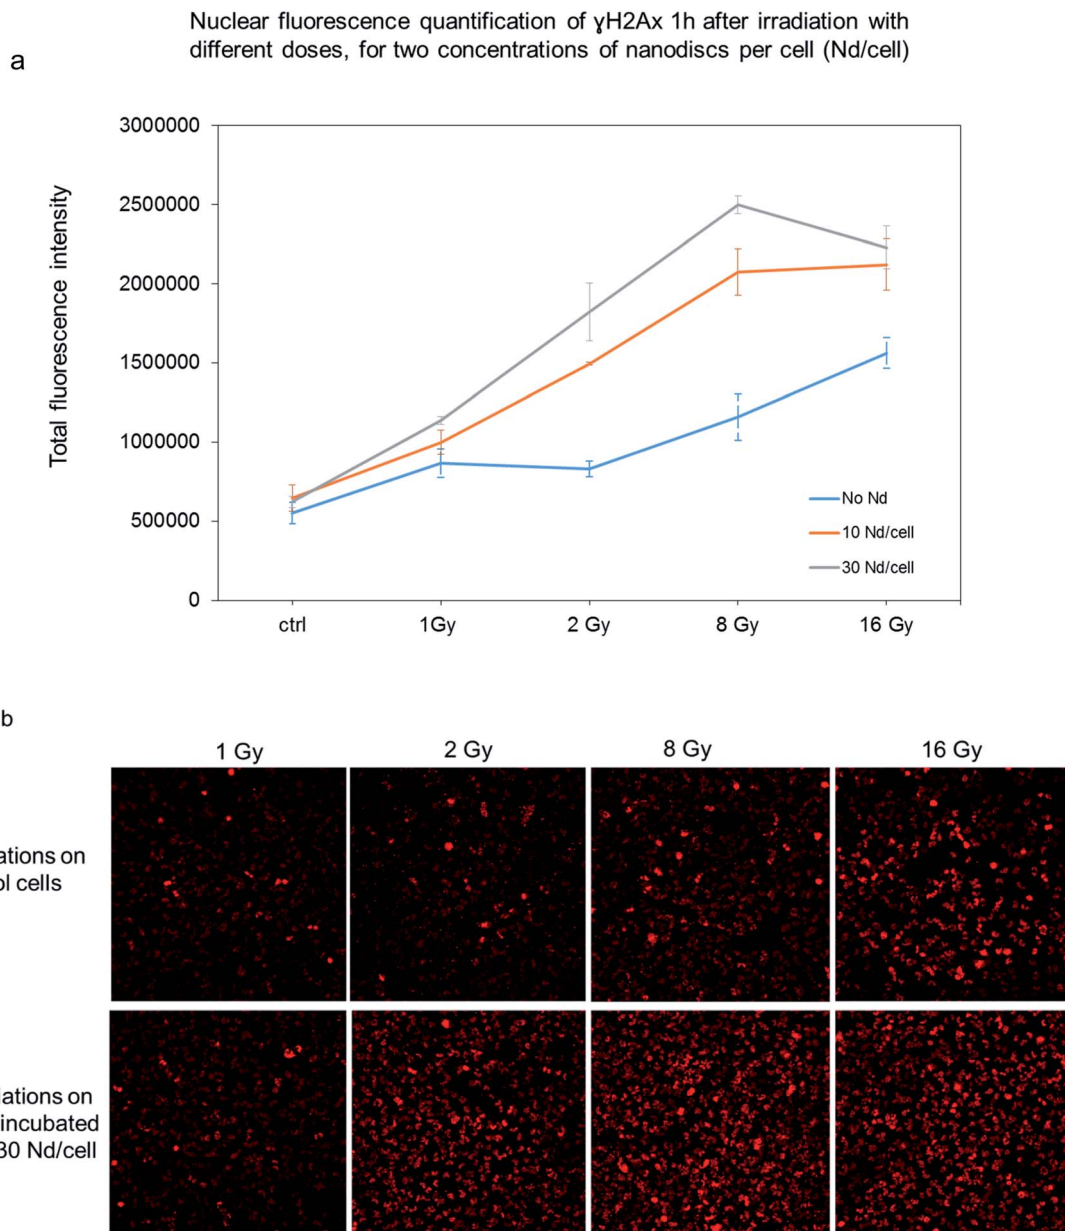 Nuclear fluorescence quantification of ɣH2Ax 1h after irradiation with
different doses, for two concentrations of nanodiscs per cell (Nd/cell)
a
3000000
2500000
2000000
1500000
1000000
500000
0
Total fluorescence intensity
No Nd
10 Nd/cell
30 Nd/cell
ctrl
1Gy
2 Gy
8 Gy
16 Gy
b
1 Gy
2 Gy
8 Gy
16 Gy
ations on
ol cells
iations on
incubated
30 Nd/cell